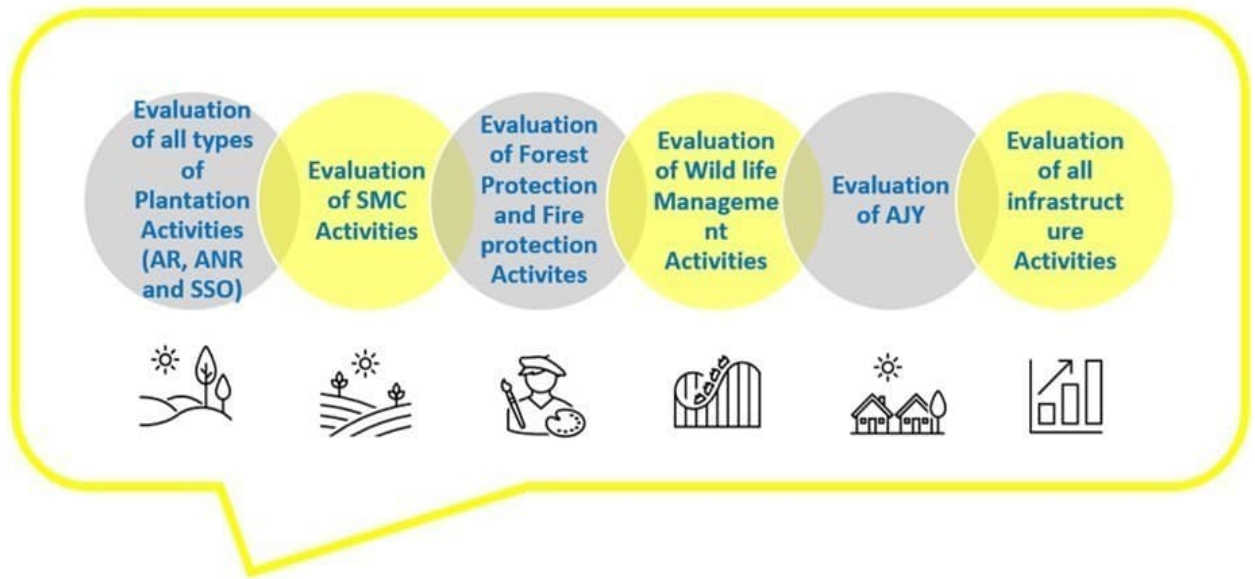 Evaluation
of all types
of
Plantation
Activities
(AR, ANR
and SSO)
Evaluation
of SMC
Activities
Evaluation
of Forest
Protection
and Fire
protection
Activites
Evaluation
of Wild life
Manageme
nt
Activities
Evaluation
of AJY
Evaluation
of all
infrastruct
ure
Activities